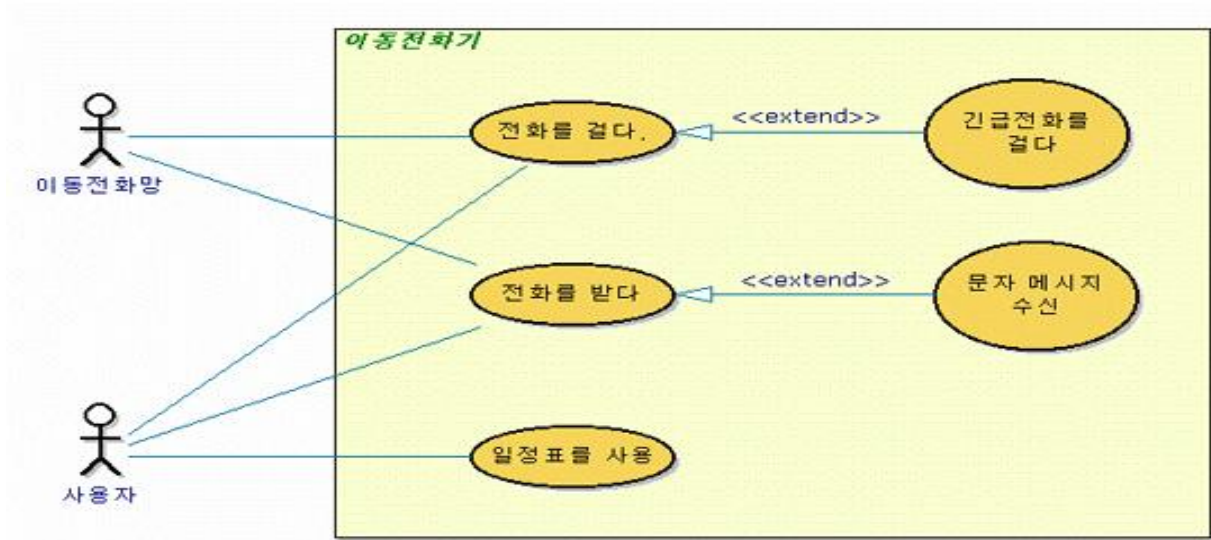 이동전화기
전화를 걸다.
<<extend>>
긴급전화를
걸다
이동전화망
전화를 받다
<<extend>>
문자 메시지
수신
일정표를 사용
사용자